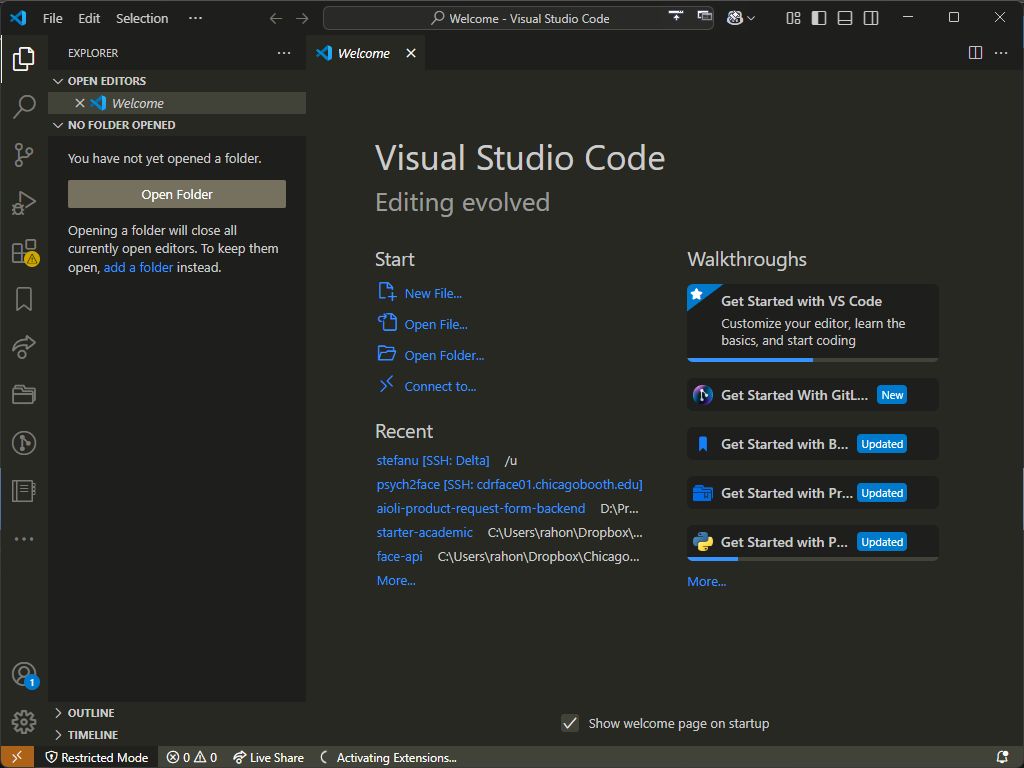 File Edit Selection ··· Welcome - Visual Studio Code
EXPLORER ···
Welcome
OPEN EDITORS
Welcome
NO FOLDER OPENED
You have not yet opened a folder.
Open Folder
Opening a folder will close all
currently open editors. To keep them
open, add a folder instead.
Visual Studio Code
Editing evolved
Start
New File...
Open File...
Open Folder...
Connect to...
Recent
stefanu [SSH: Delta] /u
psych2face [SSH: cdrface01.chicagobooth.edu]
aioli-product-request-form-backend D:\Pr...
starter-academic C:\Users\rahon\Dropbox\...
face-api C:\Users\rahon\Dropbox\Chicago...
More...
Walkthroughs
Get Started with VS Code
Customize your editor, learn the
basics, and start coding
Get Started With GitL... New
Get Started with B... Updated
Get Started with Pr... Updated
Get Started with P... Updated
More...
Show welcome page on startup
1
OUTLINE
TIMELINE
Restricted Mode 0 0 Live Share Activating Extensions...